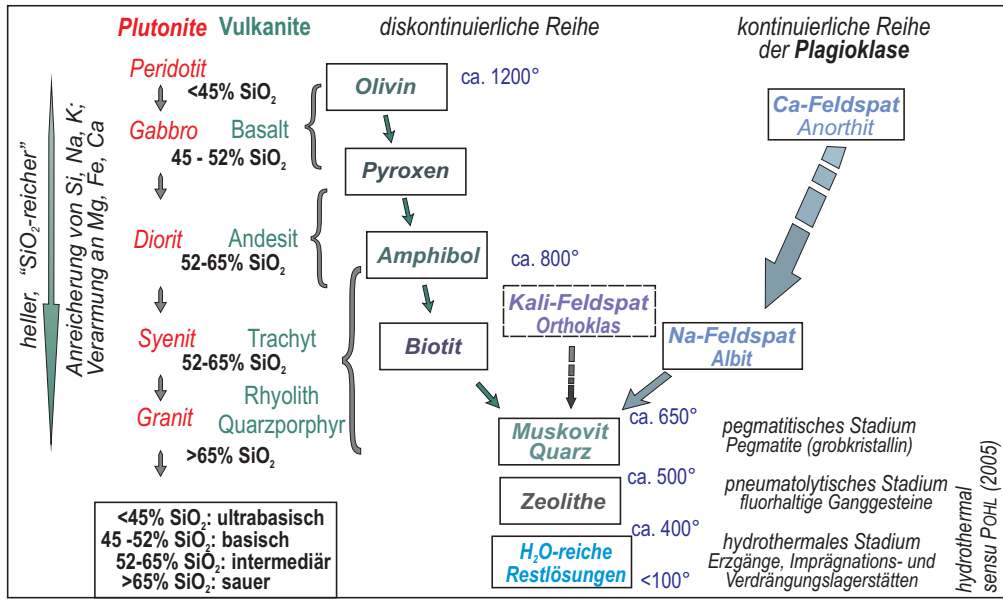 Plutonite Vulkanite
diskontinuierliche Reihe
kontinuierliche Reihe
der Plagioklase
heller, "SiO₂-reicher"
Anreicherung von Si, Na, K;
Verarmung an Mg, Fe, Ca
Peridotit
<45% SiO₂
Gabbro Basalt
45 - 52% SiO₂
Diorit Andesit
52-65% SiO₂
Syenit Trachyt
52-65% SiO₂
Rhyolith
Granit Quarzporphyr
>65% SiO₂
<45% SiO₂: ultrabasisch
45 -52% SiO₂: basisch
52-65% SiO₂: intermediär
>65% SiO₂: sauer
Olivin
ca. 1200°
Pyroxen
Amphibol
ca. 800°
Biotit
Kali-Feldspat
Orthoklas
Ca-Feldspat
Anorthit
Na-Feldspat
Albit
Muskovit
Quarz
ca. 650°
pegmatitisches Stadium
Pegmatite (grobkristallin)
ca. 500°
Zeolithe
pneumatolytisches Stadium
fluorhaltige Ganggesteine
ca. 400°
H₂O-reiche
Restlösungen
<100°
hydrothermales Stadium
Erzgänge, Imprägnations- und
Verdrängungslagerstätten
hydrothermal
sensu POHL (2005)